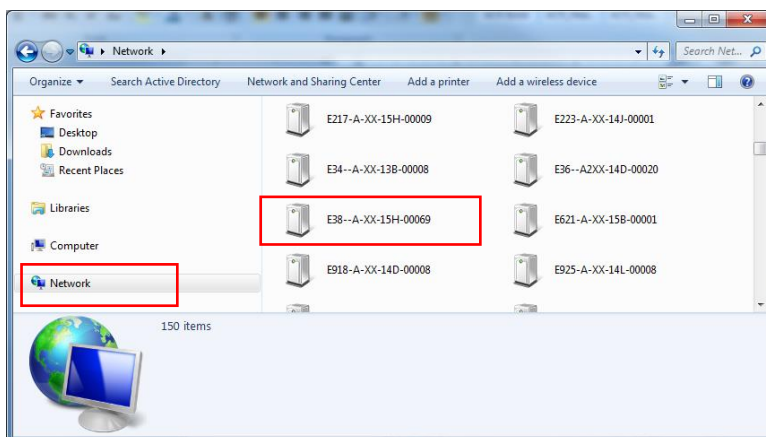 Network
Search Net...
Organize
Search Active Directory
Network and Sharing Center
Add a printer
Add a wireless device
Favorites
Desktop
Downloads
Recent Places
Libraries
Computer
Network
E217-A-XX-15H-00009
E223-A-XX-14J-00001
E34--A-XX-13B-00008
E36--A2XX-14D-00020
E38--A-XX-15H-00069
E621-A-XX-15B-00001
E918-A-XX-14D-00008
E925-A-XX-14L-00008
150 items